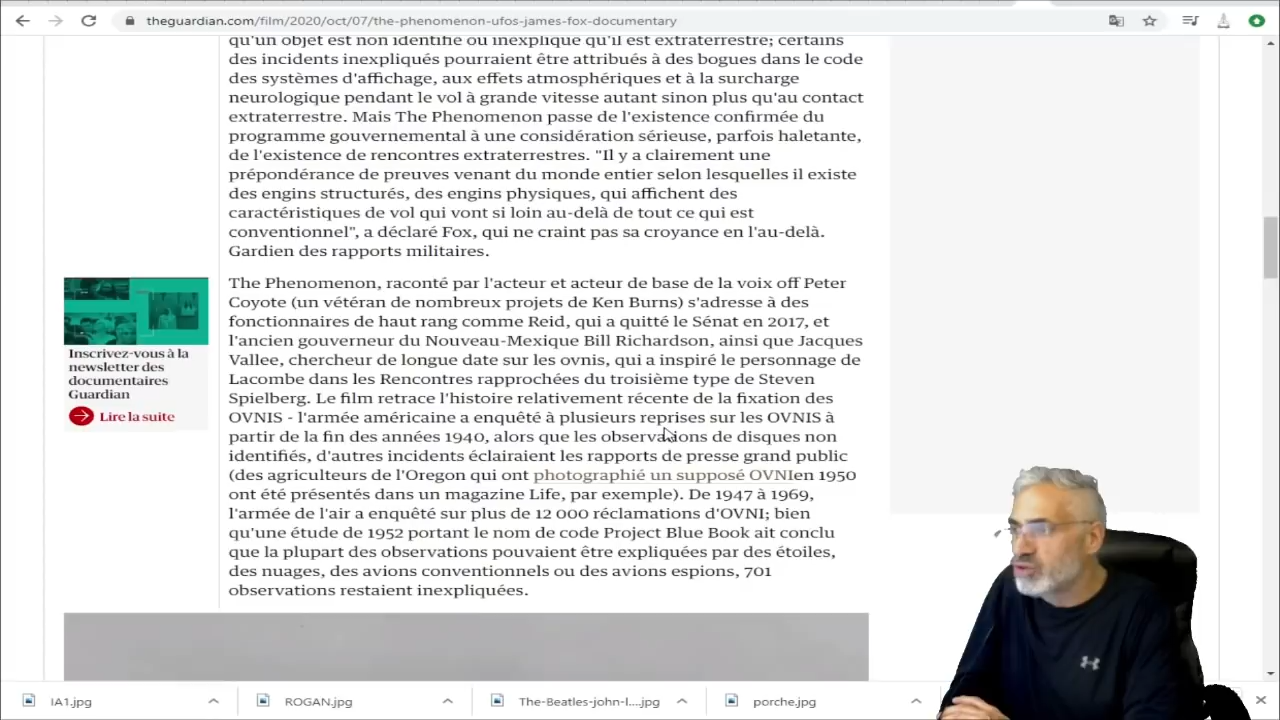 theguardian.com/film/2020/oct/07/the-phenomenon-ufos-james-fox-documentary
qu'un objet est non identifié ou inexpliqué qu'il est extraterrestre; certains
des incidents inexpliqués pourraient être attribués à des bogues dans le code
des systèmes d'affichage, aux effets atmosphériques et à la surcharge
neurologique pendant le vol à grande vitesse autant sinon plus qu'au contact
extraterrestre. Mais The Phenomenon passe de l'existence confirmée du
programme gouvernemental à une considération sérieuse, parfois haletante,
de l'existence de rencontres extraterrestres. "Il y a clairement une
prépondérance de preuves venant du monde entier selon lesquelles il existe
des engins structurés, des engins physiques, qui affichent des
caractéristiques de vol qui vont si loin au-delà de tout ce qui est
conventionnel", a déclaré Fox, qui ne craint pas sa croyance en l'au-delà.
Gardien des rapports militaires.
The Phenomenon, raconté par l'acteur et acteur de base de la voix off Peter
Coyote (un vétéran de nombreux projets de Ken Burns) s'adresse à des
fonctionnaires de haut rang comme Reid, qui a quitté le Sénat en 2017, et
l'ancien gouverneur du Nouveau-Mexique Bill Richardson, ainsi que Jacques
Vallee, chercheur de longue date sur les ovnis, qui a inspiré le personnage de
Lacombe dans les Rencontres rapprochées du troisième type de Steven
Spielberg. Le film retrace l'histoire relativement récente de la fixation des
OVNIS - l'armée américaine a enquêté à plusieurs reprises sur les OVNIS à
partir de la fin des années 1940, alors que les observations de disques non
identifiés, d'autres incidents éclairaient les rapports de presse grand public
(des agriculteurs de l'Oregon qui ont photographié un supposé OVNIen 1950
ont été présentés dans un magazine Life, par exemple). De 1947 à 1969,
l'armée de l'air a enquêté sur plus de 12 000 réclamations d'OVNI; bien
qu'une étude de 1952 portant le nom de code Project Blue Book ait conclu
que la plupart des observations pouvaient être expliquées par des étoiles,
des nuages, des avions conventionnels ou des avions espions, 701
observations restaient inexpliquées.
Inscrivez-vous à la
newsletter des
documentaires
Guardian
Lire la suite
IA1.jpg
ROGAN.jpg
The-Beatles-john-l....jpg
porche.jpg